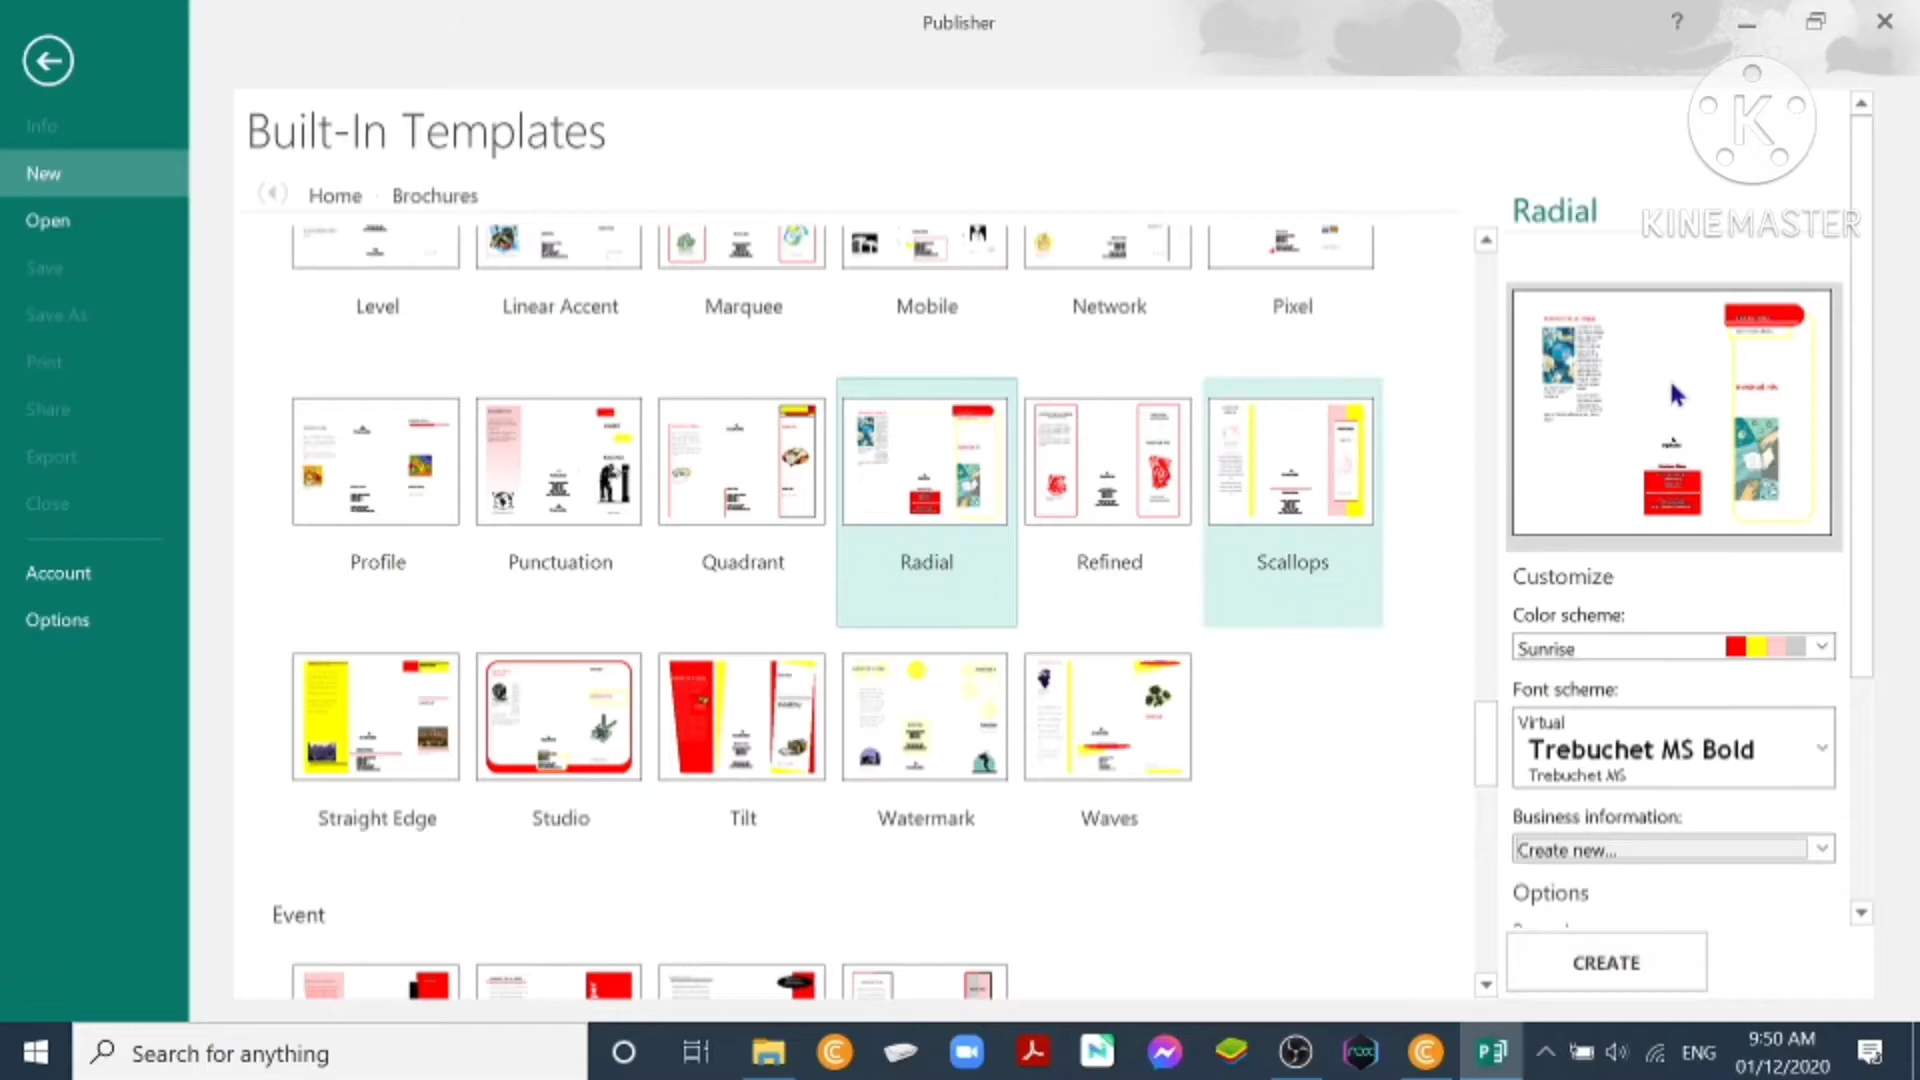 Publisher
?
Info
New
Open
Save
Save As
Print
Share
Export
Close
Account
Options
Built-In Templates
Home
Brochures
Level
Linear Accent
Marquee
Mobile
Network
Pixel
Profile
Punctuation
Quadrant
Radial
Refined
Scallops
Straight Edge
Studio
Tilt
Watermark
Waves
Event
K
KINEMASTER
Radial
Customize
Color scheme:
Sunrise
Font scheme:
Virtual
Trebuchet MS Bold
Trebuchet MS
Business information:
Create new...
Options
CREATE
Search for anything
ENG
9:50 AM
01/12/2020